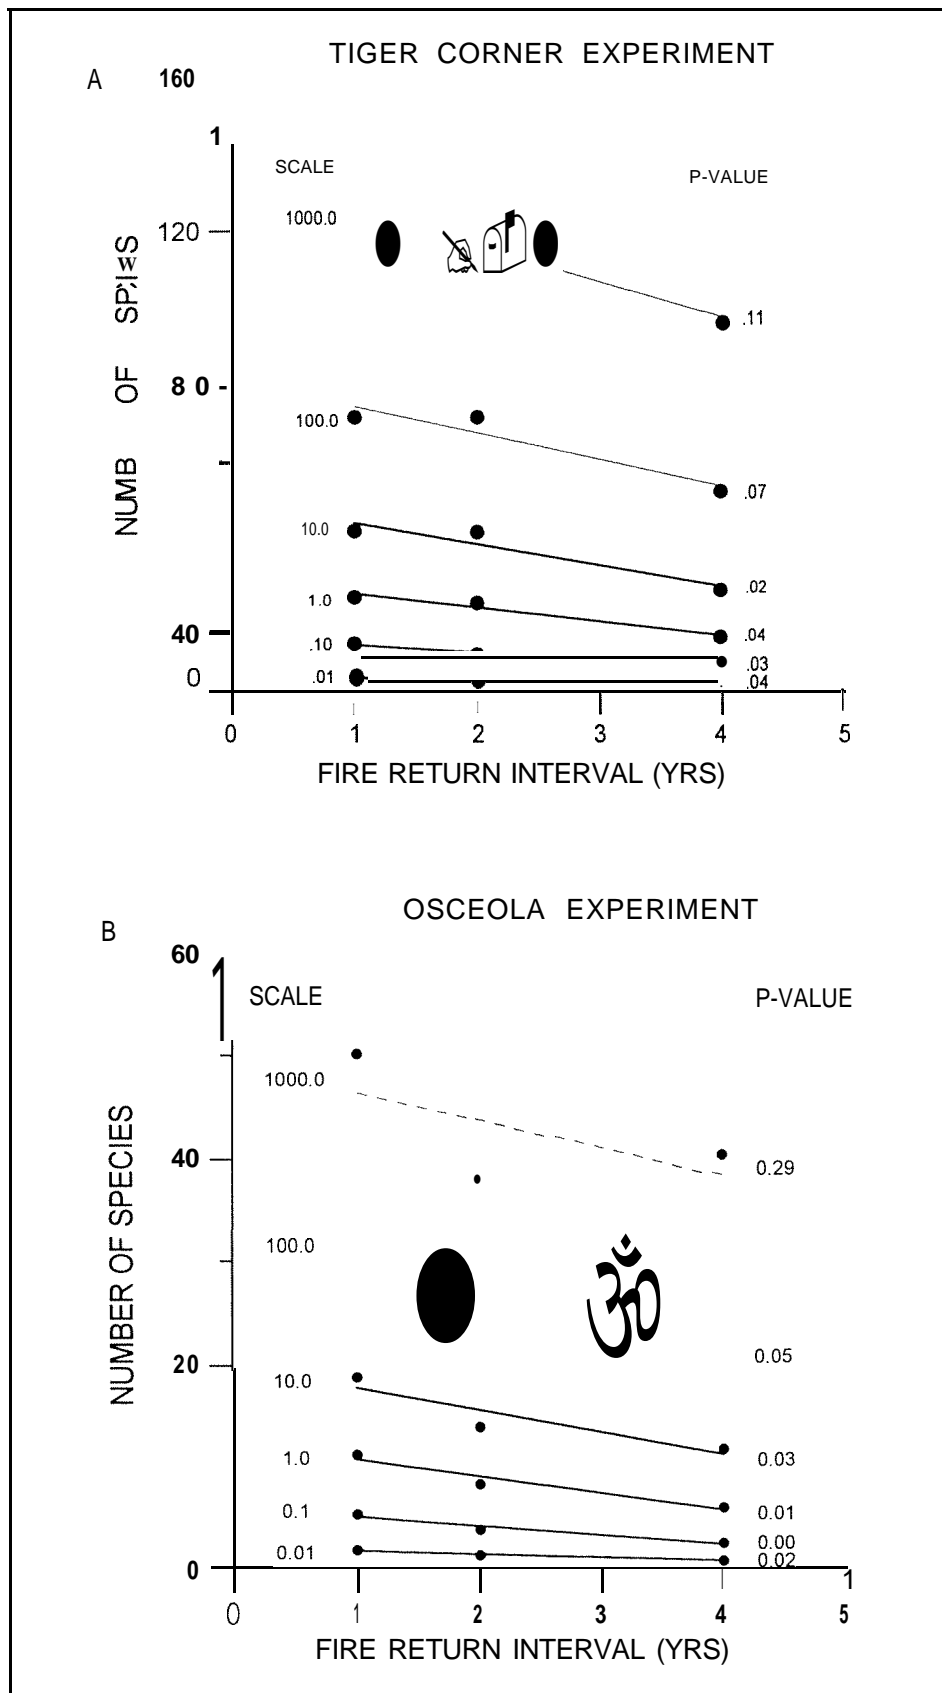 TIGER CORNER EXPERIMENT
A 160
1
SCALE
P-VALUE
1000.0
120
.11
8 0 -
100.0
.07
10.0
.02
1.0
.04
40
.10
.03
0
.01
.04
0 1 2 3 4 5
FIRE RETURN INTERVAL (YRS)
NUMB OF
OSCEOLA EXPERIMENT
B
60
SCALE
P-VALUE
1000.0
40
0.29
100.0
ॐ
0.05
20
10.0
0.03
1.0
0.01
0.1
0.00
0.01
0.02
0
1
0 1 2 3 4 5
FIRE RETURN INTERVAL (YRS)
NUMBER OF SPECIES